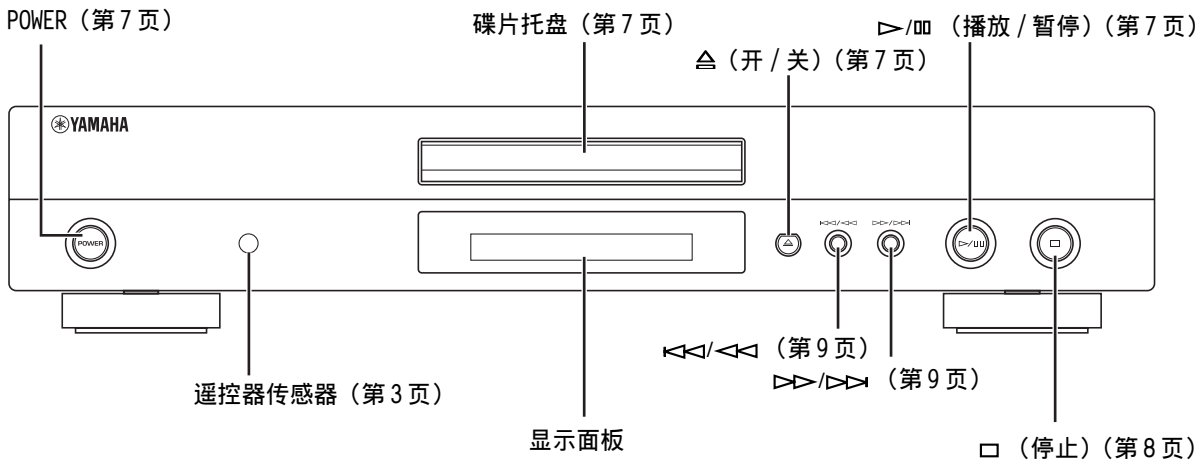 POWER（第7页）
碟片托盘（第7页）
▷/▯▯ （播放/暂停）（第7页）
≙（开/关）（第7页）
YAMAHA
POWER
|◁◁/◁◁
▷▷/▷▷|
▷/▯▯
|◁◁/◁◁ （第9页）
▷▷/▷▷| （第9页）
遥控器传感器（第3页）
显示面板
□ （停止）（第8页）